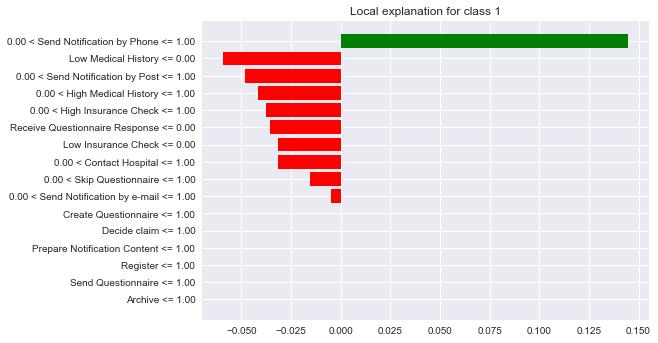 Local explanation for class 1
0.00 < Send Notification by Phone <= 1.00
Low Medical History <= 0.00
0.00 < Send Notification by Post <= 1.00
0.00 < High Medical History <= 1.00
0.00 < High Insurance Check <= 1.00
Receive Questionnaire Response <= 0.00
Low Insurance Check <= 0.00
0.00 < Contact Hospital <= 1.00
0.00 < Skip Questionnaire <= 1.00
0.00 < Send Notification by e-mail <= 1.00
Create Questionnaire <= 1.00
Decide claim <= 1.00
Prepare Notification Content <= 1.00
Register <= 1.00
Send Questionnaire <= 1.00
Archive <= 1.00
−0.050 −0.025 0.000 0.025 0.050 0.075 0.100 0.125 0.150